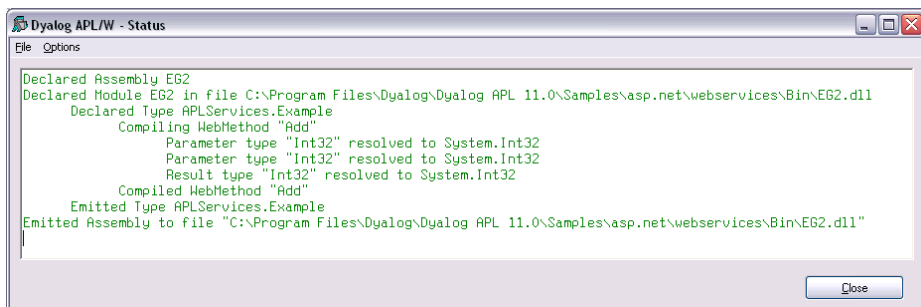 Dyalog APL/W - Status
File Options
Declared Assembly EG2
Declared Module EG2 in file C:\Program Files\Dyalog\Dyalog APL 11.0\Samples\asp.net\webservices\Bin\EG2.dll
Declared Type APLServices.Example
Compiling WebMethod "Add"
Parameter type "Int32" resolved to System.Int32
Parameter type "Int32" resolved to System.Int32
Result type "Int32" resolved to System.Int32
Compiled WebMethod "Add"
Emitted Type APLServices.Example
Emitted Assembly to file "C:\Program Files\Dyalog\Dyalog APL 11.0\Samples\asp.net\webservices\Bin\EG2.dll"
Close